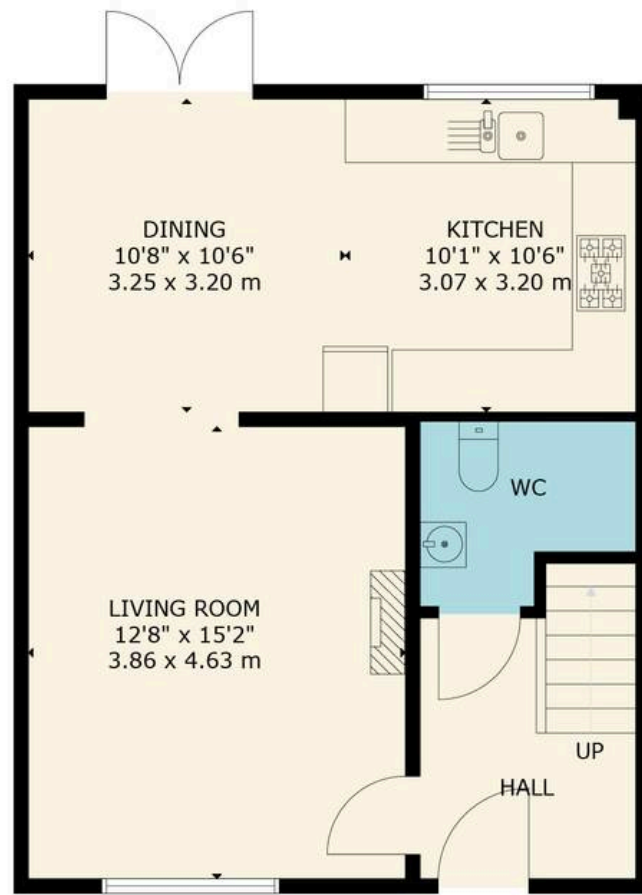 DINING
10'8" x 10'6"
3.25 x 3.20 m
KITCHEN
10'1" x 10'6"
3.07 x 3.20 m
WC
LIVING ROOM
12'8" x 15'2"
3.86 x 4.63 m
UP
HALL